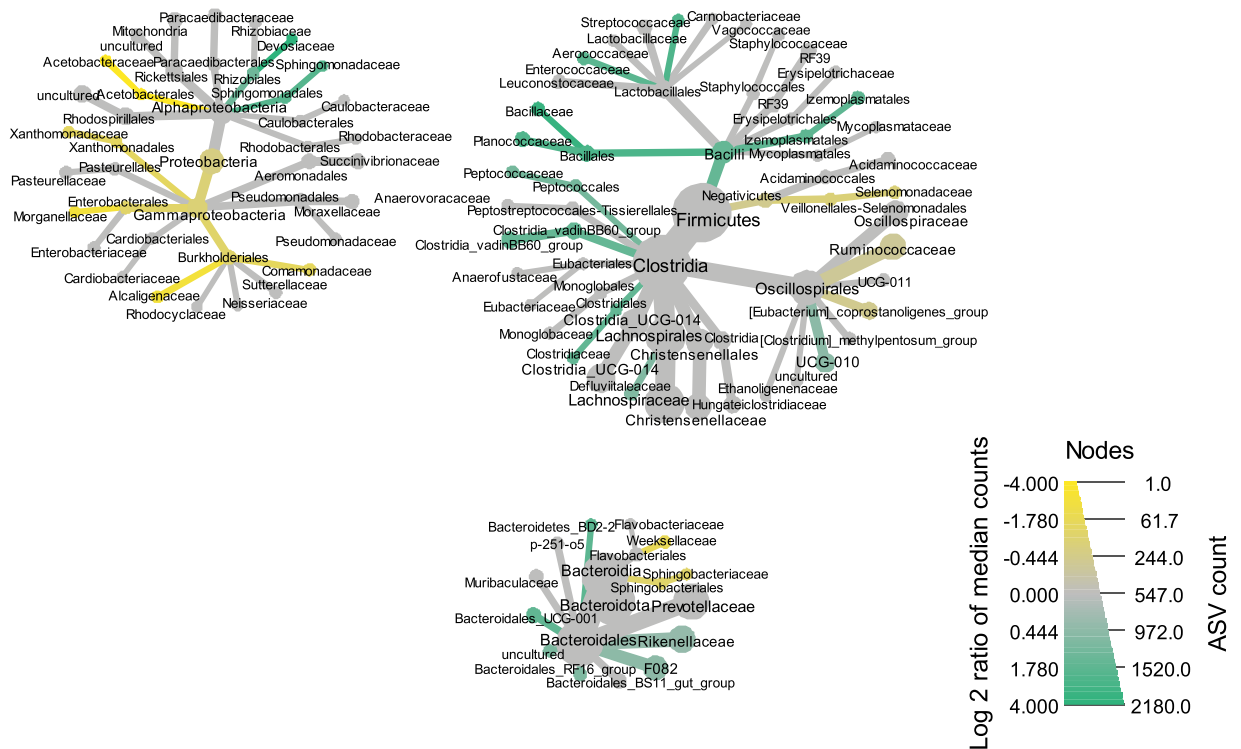 Paracaedibacteraceae
Mitochondria
Rhizobiaceae
uncultured
Devosiaceae
Acetobacteraceae
Paracaedibacterales
Sphingomonadaceae
Rickettsiales
Rhizobiales
uncultured
Acetobacterales
Sphingomonadales
Alphaproteobacteria
Caulobacteraceae
Rhodospirillales
Caulobacterales
Xanthomonadaceae
Rhodobacteraceae
Xanthomonadales
Rhodobacterales
Proteobacteria
Succinivibrionaceae
Pasteurellales
Aeromonadales
Pasteurellaceae
Enterobacterales
Pseudomonadales
Morganellaceae
Gammaproteobacteria
Moraxellaceae
Cardiobacteriales
Pseudomonadaceae
Enterobacteriaceae
Burkholderiales
Comamonadaceae
Cardiobacteriaceae
Sutterellaceae
Alcaligenaceae
Neisseriaceae
Rhodocyclaceae
Carnobacteriaceae
Streptococcaceae
Vagococcaceae
Lactobacillaceae
Staphylococcaceae
Aerococcaceae
RF39
Enterococcaceae
Erysipelotrichaceae
Leuconostocaceae
Staphylococcales
Lactobacillales
Izemoplasmatales
RF39
Bacillaceae
Erysipelotrichales
Mycoplasmataceae
Planococcaceae
Izemoplasmatales
Bacillales
Bacilli
Mycoplasmatales
Acidaminococcaceae
Peptococcaceae
Acidaminococcales
Peptococcales
Selenomonadaceae
Anaerovoracaceae
Negativicutes
Veillonellales-Selenomonadales
Peptostreptococcales-Tissierellales
Firmicutes
Oscillospiraceae
Clostridia_vadinBB60_group
Clostridia_vadinBB60_group
Ruminococcaceae
Eubacteriales
Clostridia
Anaerofustaceae
Monoglobales
Oscillospirales
UCG-011
Eubacteriaceae
Clostridiales
[Eubacterium]_coprostanoligenes_group
Clostridia_UCG-014
Monoglobaceae
Lachnospirales
Clostridia
[Clostridium]_methylpentosum_group
Clostridiaceae
Christensenellales
UCG-010
Clostridia_UCG-014
uncultured
Defluviitaleaceae
Ethanoligenenaceae
Lachnospiraceae
Hungateiclostridiaceae
Christensenellaceae
Bacteroidetes_BD2-2
Flavobacteriaceae
p-251-o5
Weeksellaceae
Flavobacteriales
Bacteroidia
Sphingobacteriaceae
Muribaculaceae
Sphingobacteriales
Bacteroidota
Prevotellaceae
Bacteroidales_UCG-001
Bacteroidales
Rikenellaceae
uncultured
Bacteroidales_RF16_group
F082
Bacteroidales_BS11_gut_group
Nodes
Log 2 ratio of median counts
-4.000
1.0
-1.780
61.7
-0.444
244.0
0.000
547.0
0.444
972.0
1.780
1520.0
4.000
2180.0
ASV count